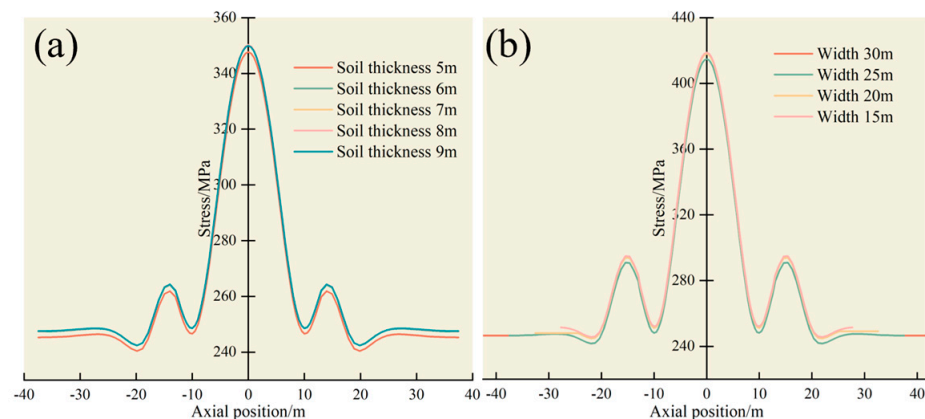 (a)
360
340
320
300
280
260
240
Stress/MPa
Soil thickness 5m
Soil thickness 6m
Soil thickness 7m
Soil thickness 8m
Soil thickness 9m
-40 -30 -20 -10 0 10 20 30 40
Axial position/m
(b)
440
400
360
320
280
240
Stress/MPa
Width 30m
Width 25m
Width 20m
Width 15m
-40 -30 -20 -10 0 10 20 30 40
Axial position/m